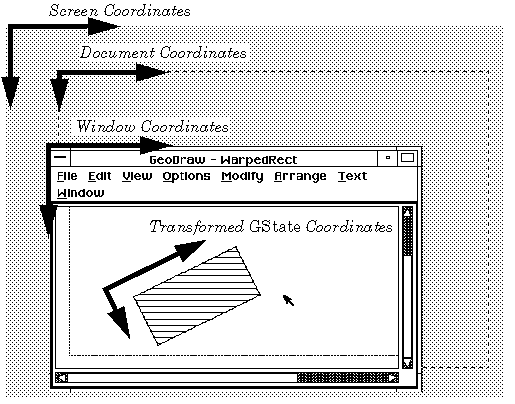 Screen Coordinates
Document Coordinates
Window Coordinates
GeoDraw - WarpedRect
File Edit View Options Modify Arrange Text
Window
Transformed GState Coordinates